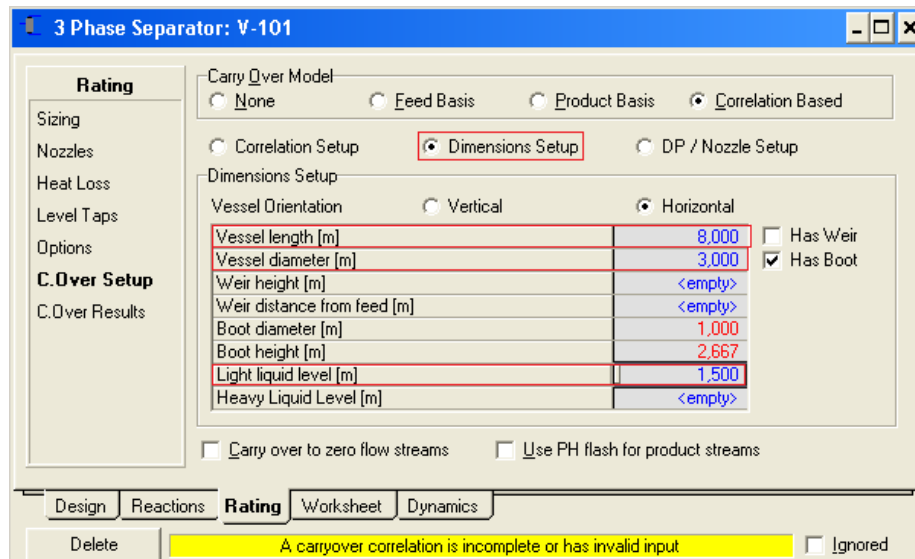 3 Phase Separator: V-101
Rating
Sizing
Nozzles
Heat Loss
Level Taps
Options
C.Over Setup
C.Over Results
Carry Over Model
None Feed Basis Product Basis Correlation Based
Correlation Setup Dimensions Setup DP / Nozzle Setup
Dimensions Setup
Vessel Orientation Vertical Horizontal
Vessel length [m] 8,000 Has Weir
Vessel diameter [m] 3,000 Has Boot
Weir height [m] <empty>
Weir distance from feed [m] <empty>
Boot diameter [m] 1,000
Boot height [m] 2,667
Light liquid level [m] 1,500
Heavy Liquid Level [m] <empty>
Carry over to zero flow streams Use PH flash for product streams
Design Reactions Rating Worksheet Dynamics
Delete A carryover correlation is incomplete or has invalid input Ignored